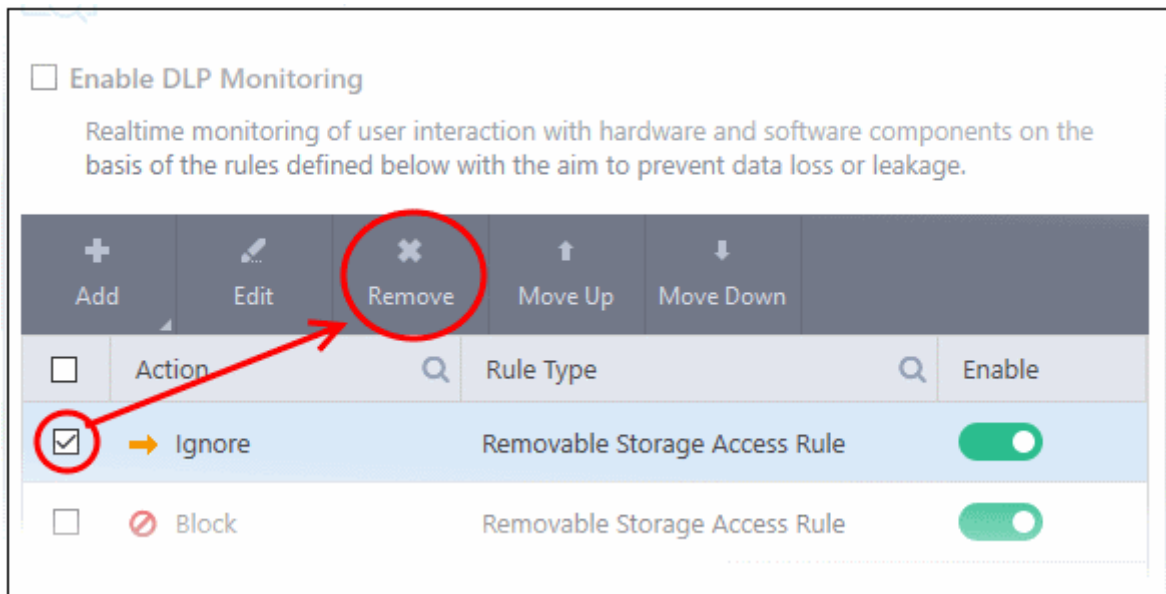 Enable DLP Monitoring
Realtime monitoring of user interaction with hardware and software components on the
basis of the rules defined below with the aim to prevent data loss or leakage.
Add Edit Remove Move Up Move Down
Action Rule Type Enable
Ignore Removable Storage Access Rule
Block Removable Storage Access Rule